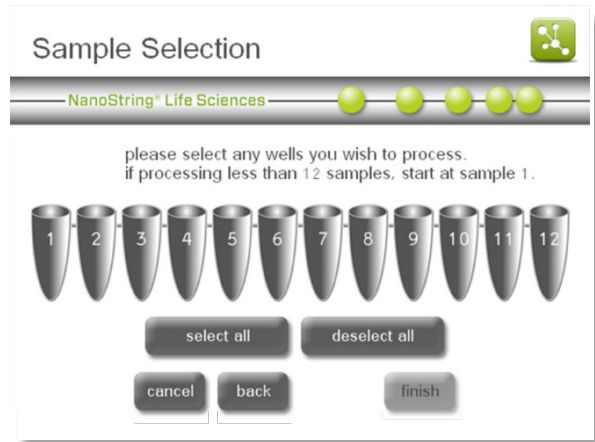 Sample Selection
NanoString® Life Sciences
please select any wells you wish to process.
if processing less than 12 samples, start at sample 1.
1 2 3 4 5 6 7 8 9 10 11 12
select all deselect all
cancel back finish